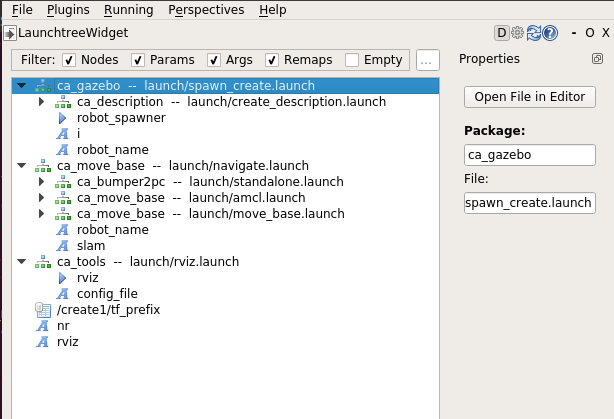 File Plugins Running Perspectives Help
LaunchtreeWidget D - O X
Filter: Nodes Params Args Remaps Empty ...
Properties
ca_gazebo -- launch/spawn_create.launch
ca_description -- launch/create_description.launch
robot_spawner
i
robot_name
ca_move_base -- launch/navigate.launch
ca_bumper2pc -- launch/standalone.launch
ca_move_base -- launch/amcl.launch
ca_move_base -- launch/move_base.launch
robot_name
slam
ca_tools -- launch/rviz.launch
rviz
config_file
/create1/tf_prefix
nr
rviz
Open File in Editor
Package:
ca_gazebo
File:
spawn_create.launch